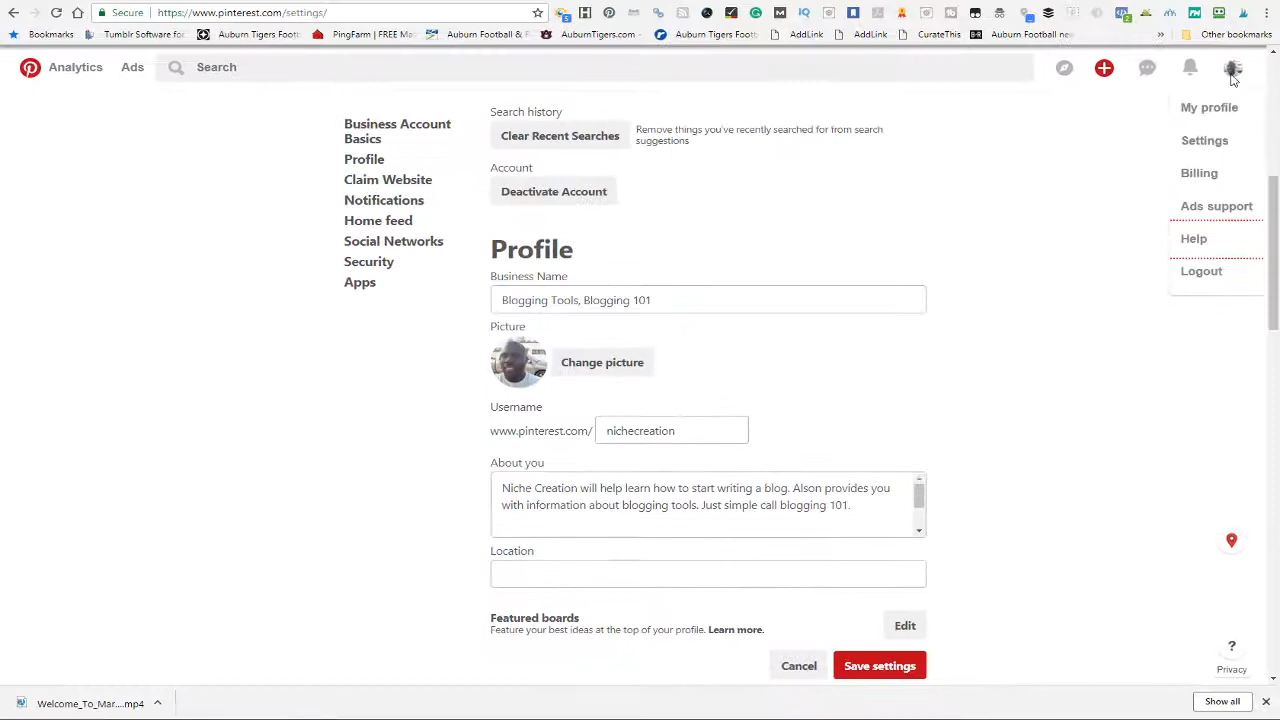 Secure https://www.pinterest.com/settings/
Bookmarks Tumblr Software for Auburn Tigers Footb PingFarm | FREE Mas Auburn Football & F AuburnTigers.com Auburn Tigers Footb AddLink AddLink CurateThis Auburn Football new » Other bookmarks
Analytics Ads Search
My profile
Settings
Billing
Ads support
Help
Logout
Business Account
Basics
Profile
Claim Website
Notifications
Home feed
Social Networks
Security
Apps
Search history
Clear Recent Searches Remove things you've recently searched for from search
suggestions
Account
Deactivate Account
Profile
Business Name
Blogging Tools, Blogging 101
Picture
Change picture
Username
www.pinterest.com/ nichecreation
About you
Niche Creation will help learn how to start writing a blog. Alson provides you
with information about blogging tools. Just simple call blogging 101.
Location
Featured boards
Feature your best ideas at the top of your profile. Learn more.
Edit
Cancel Save settings
?
Privacy
Welcome_To_Mar....mp4 Show all